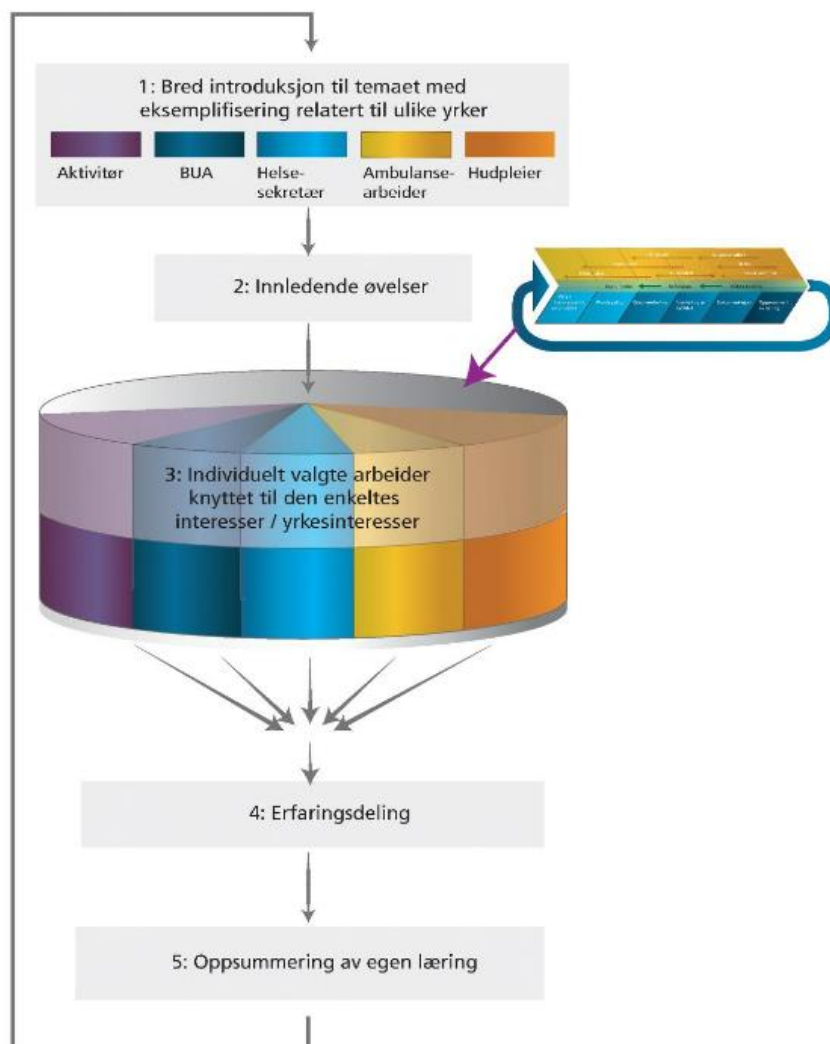 1: Bred introduksjon til temaet med
eksemplifisering relatert til ulike yrker
Aktivitør
BUA
Helse-
sekretær
Ambulanse-
arbeider
Hudpleier
2: Innledende øvelser
3: Individuelt valgte arbeider
knyttet til den enkeltes
interesser / yrkesinteresser
4: Erfaringsdeling
5: Oppsummering av egen læring